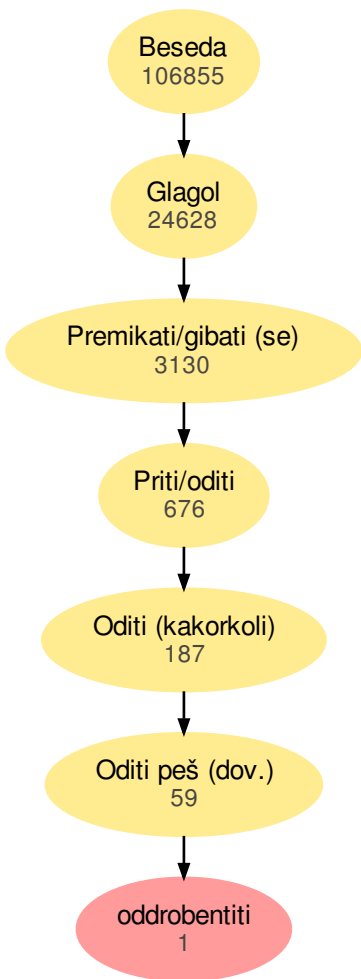 Beseda
106855
Glagol
24628
Premikati/gibati (se)
3130
Priti/oditi
676
Oditi (kakorkoli)
187
Oditi peš (dov.)
59
oddrobentiti
1